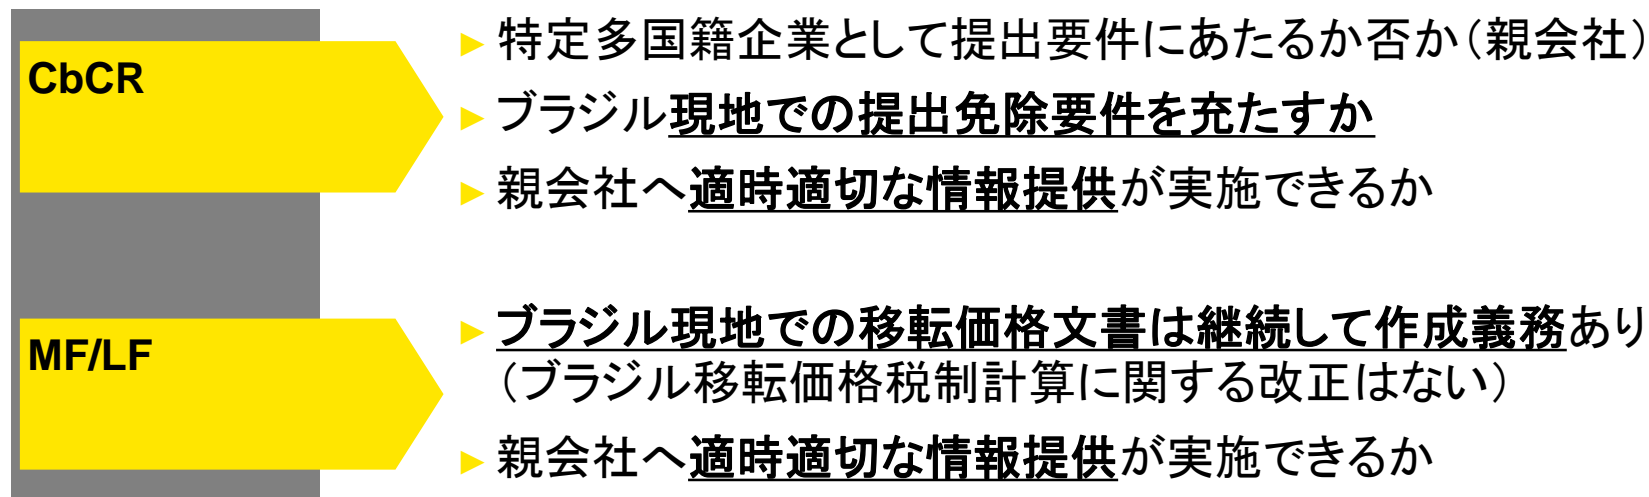 CbCR
► 特定多国籍企業として提出要件にあたるか否か（親会社）
► ブラジル現地での提出免除要件を充たすか
► 親会社へ適時適切な情報提供が実施できるか
MF/LF
► ブラジル現地での移転価格文書は継続して作成義務あり
（ブラジル移転価格税制計算に関する改正はない）
► 親会社へ適時適切な情報提供が実施できるか